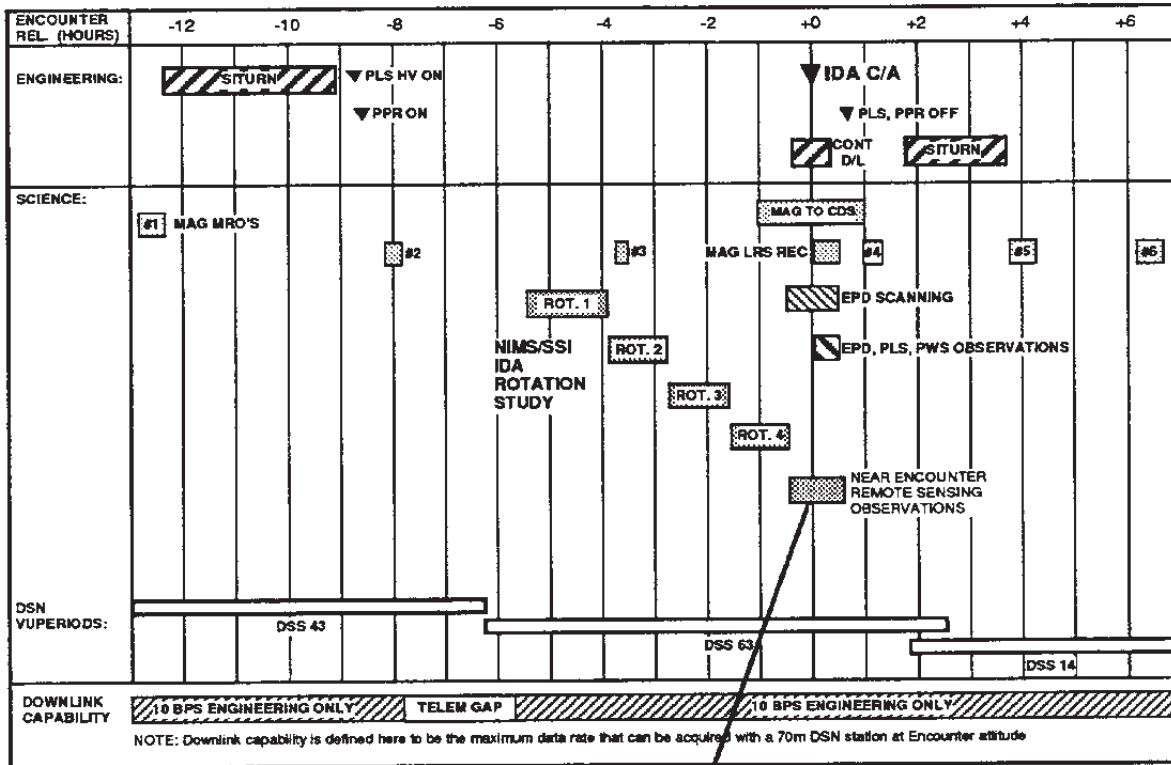 ENCOUNTER
REL. (HOURS)
-12 -10 -8 -6 -4 -2 +0 +2 +4 +6
ENGINEERING:
SITURN
PLS HV ON
IDA C/A
PPR ON
PLS, PPR OFF
CONT
D/L
SITURN
SCIENCE:
#1 MAG MRO'S
MAG TO CDS
#2
#3
MAG LRS REC
#4
#5
#6
ROT. 1
EPD SCANNING
NIMS/SSI
IDA
ROTATION
STUDY
ROT. 2
EPD, PLS, PWS OBSERVATIONS
ROT. 3
ROT. 4
NEAR ENCOUNTER
REMOTE SENSING
OBSERVATIONS
DSN
VUPERIODS:
DSS 43
DSS 63
DSS 14
DOWNLINK
CAPABILITY
10 BPS ENGINEERING ONLY
TELEM GAP
10 BPS ENGINEERING ONLY
NOTE: Downlink capability is defined here to be the maximum data rate that can be acquired with a 70m DSN station at Encounter attitude